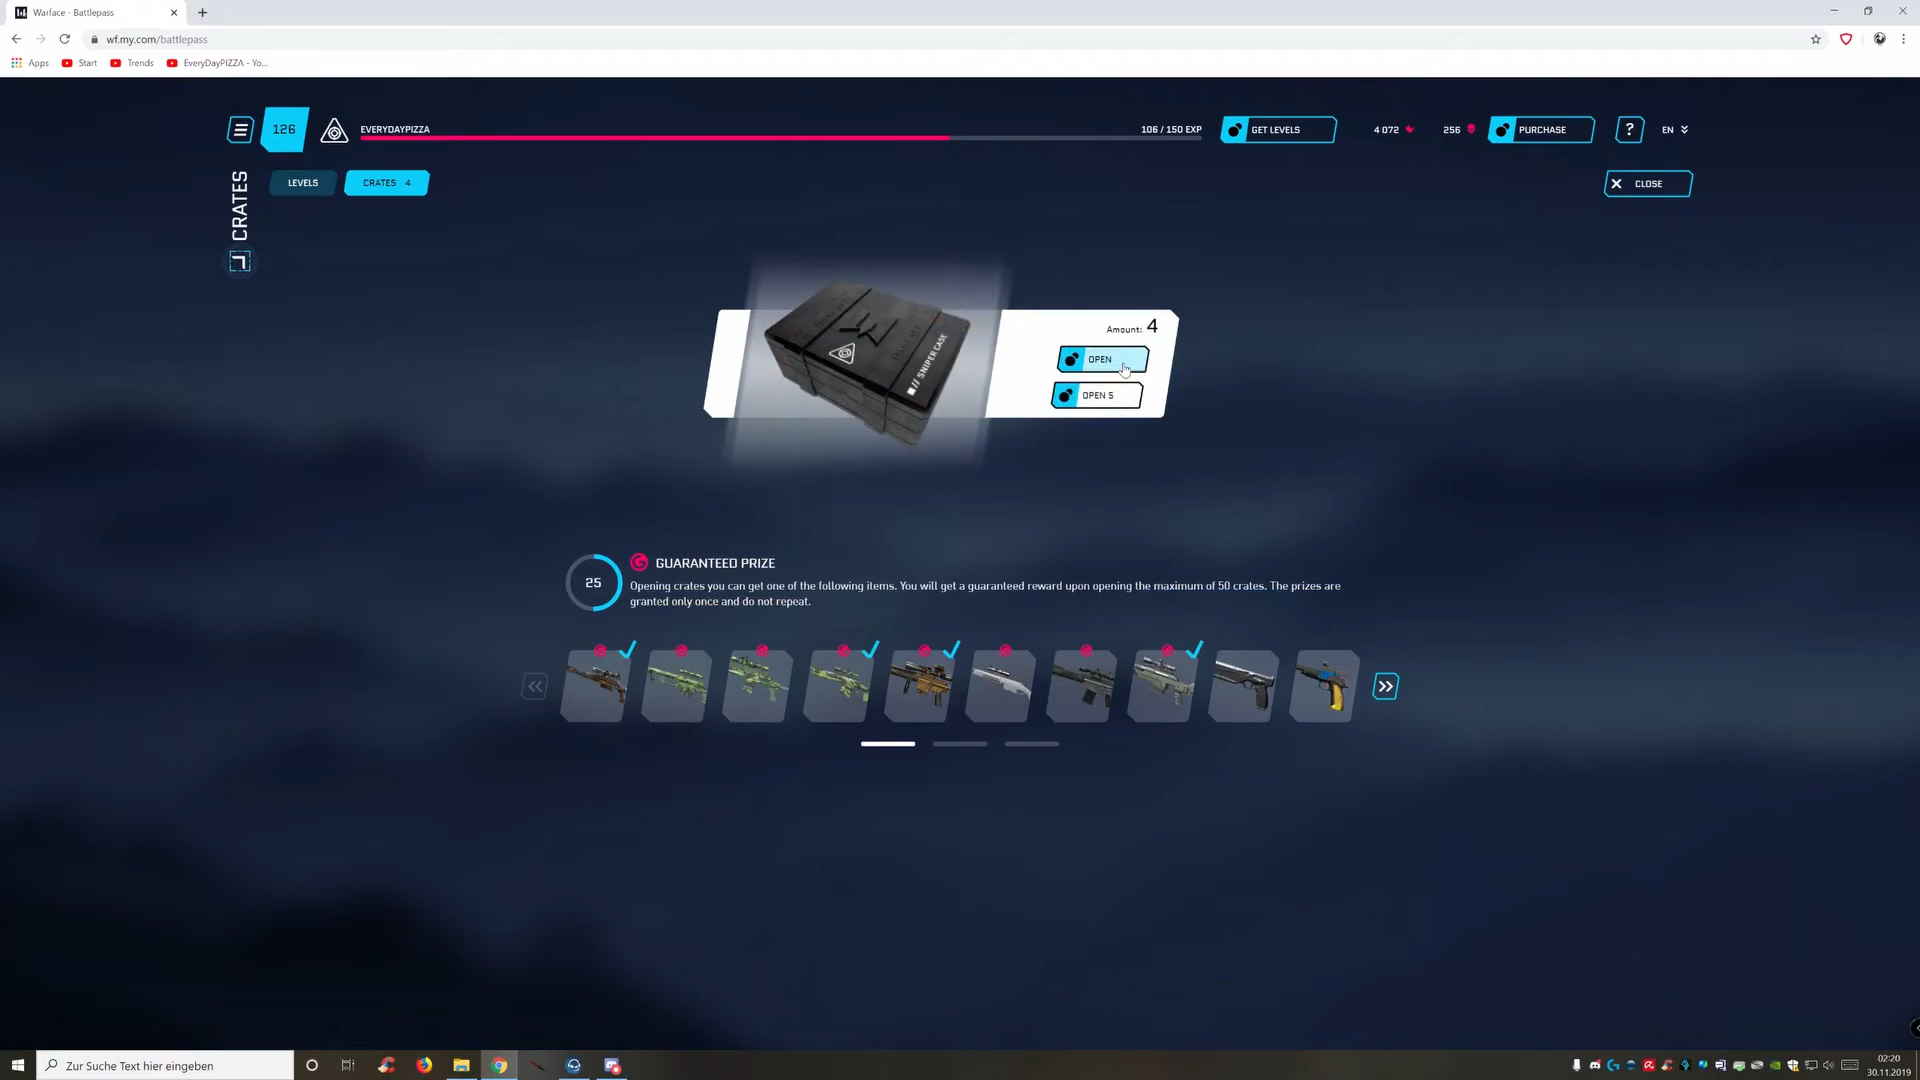 Warface - Battlepass
wf.my.com/battlepass
Apps
Start
Trends
EveryDayPIZZA - Yo...
126
EVERYDAYPIZZA
106 / 150 EXP
GET LEVELS
4 072
256
PURCHASE
?
EN
CRATES
LEVELS
CRATES 4
CLOSE
// SNIPER CASE
Amount: 4
OPEN
OPEN 5
25
GUARANTEED PRIZE
Opening crates you can get one of the following items. You will get a guaranteed reward upon opening the maximum of 50 crates. The prizes are
granted only once and do not repeat.
Zur Suche Text hier eingeben
02:20
30.11.2019